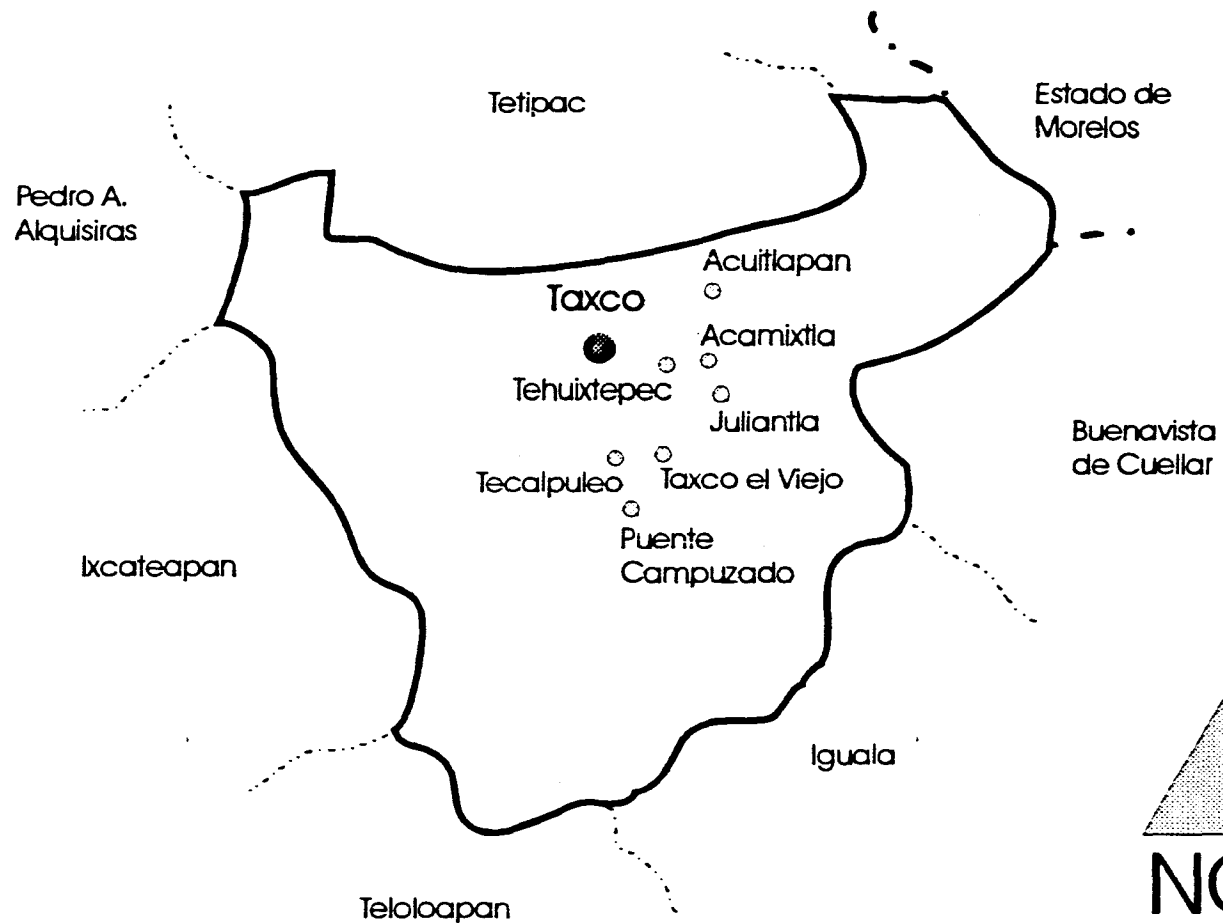 Tetipac
Estado de
Morelos
Pedro A.
Alquisiras
Acuitlapan
Taxco
Acamixtla
Tehuixtepec
Juliantla
Buenavista
de Cuellar
Tecalpuleo
Taxco el Viejo
Puente
Campuzado
Ixcateapan
Iguala
NO
Teloloapan